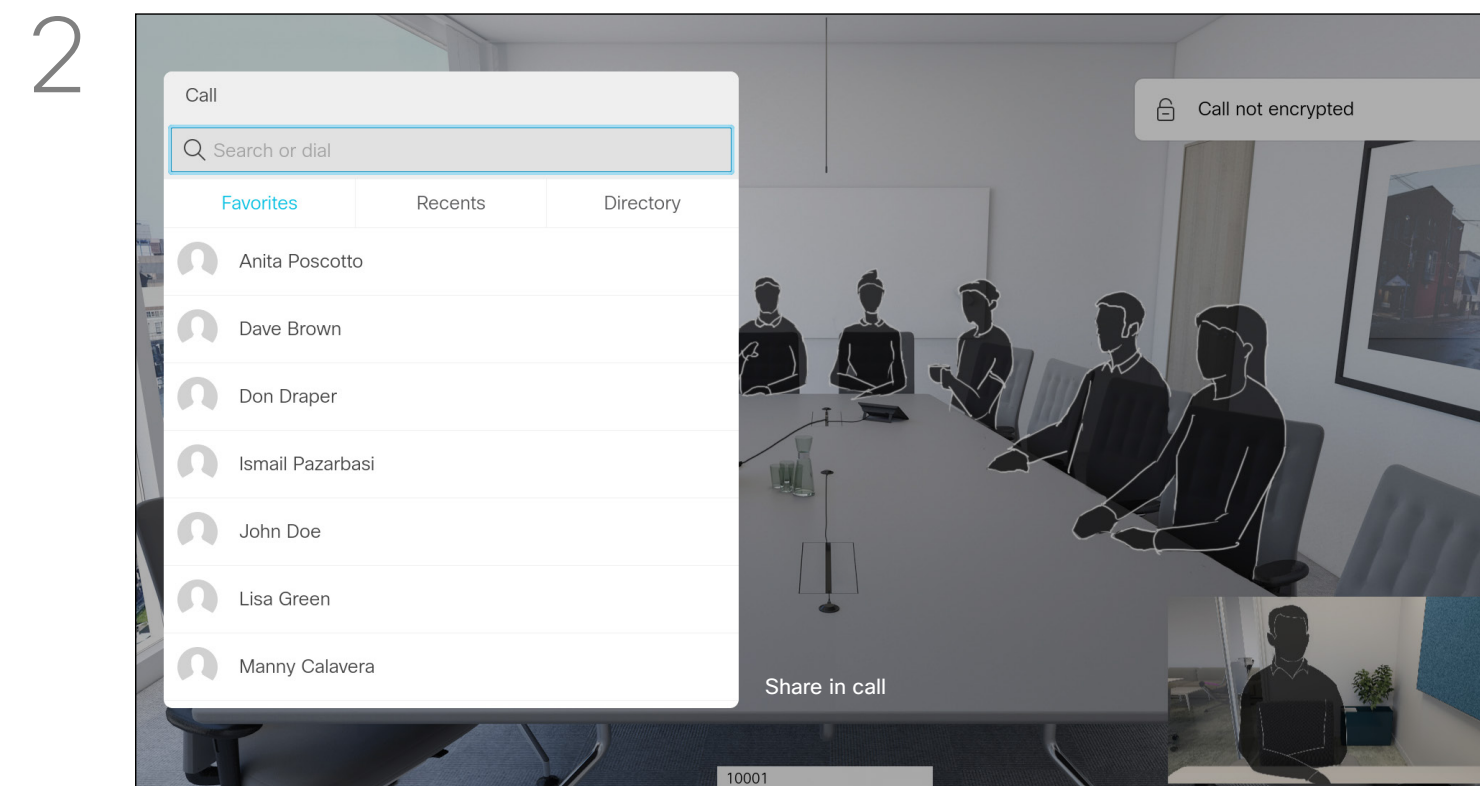 2
Call
Call not encrypted
Search or dial
Favorites Recents Directory
Anita Poscotto
Dave Brown
Don Draper
Ismail Pazarbasi
John Doe
Lisa Green
Manny Calavera
Share in call
10001